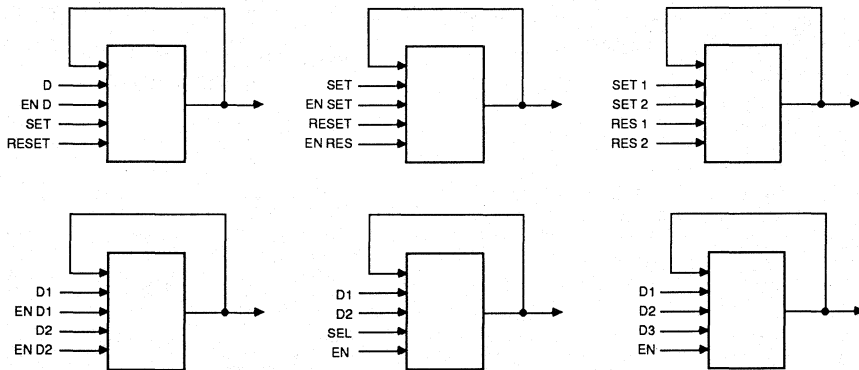 D
EN D
SET
RESET
SET
EN SET
RESET
EN RES
SET 1
SET 2
RES 1
RES 2
D1
EN D1
D2
EN D2
D1
D2
SEL
EN
D1
D2
D3
EN